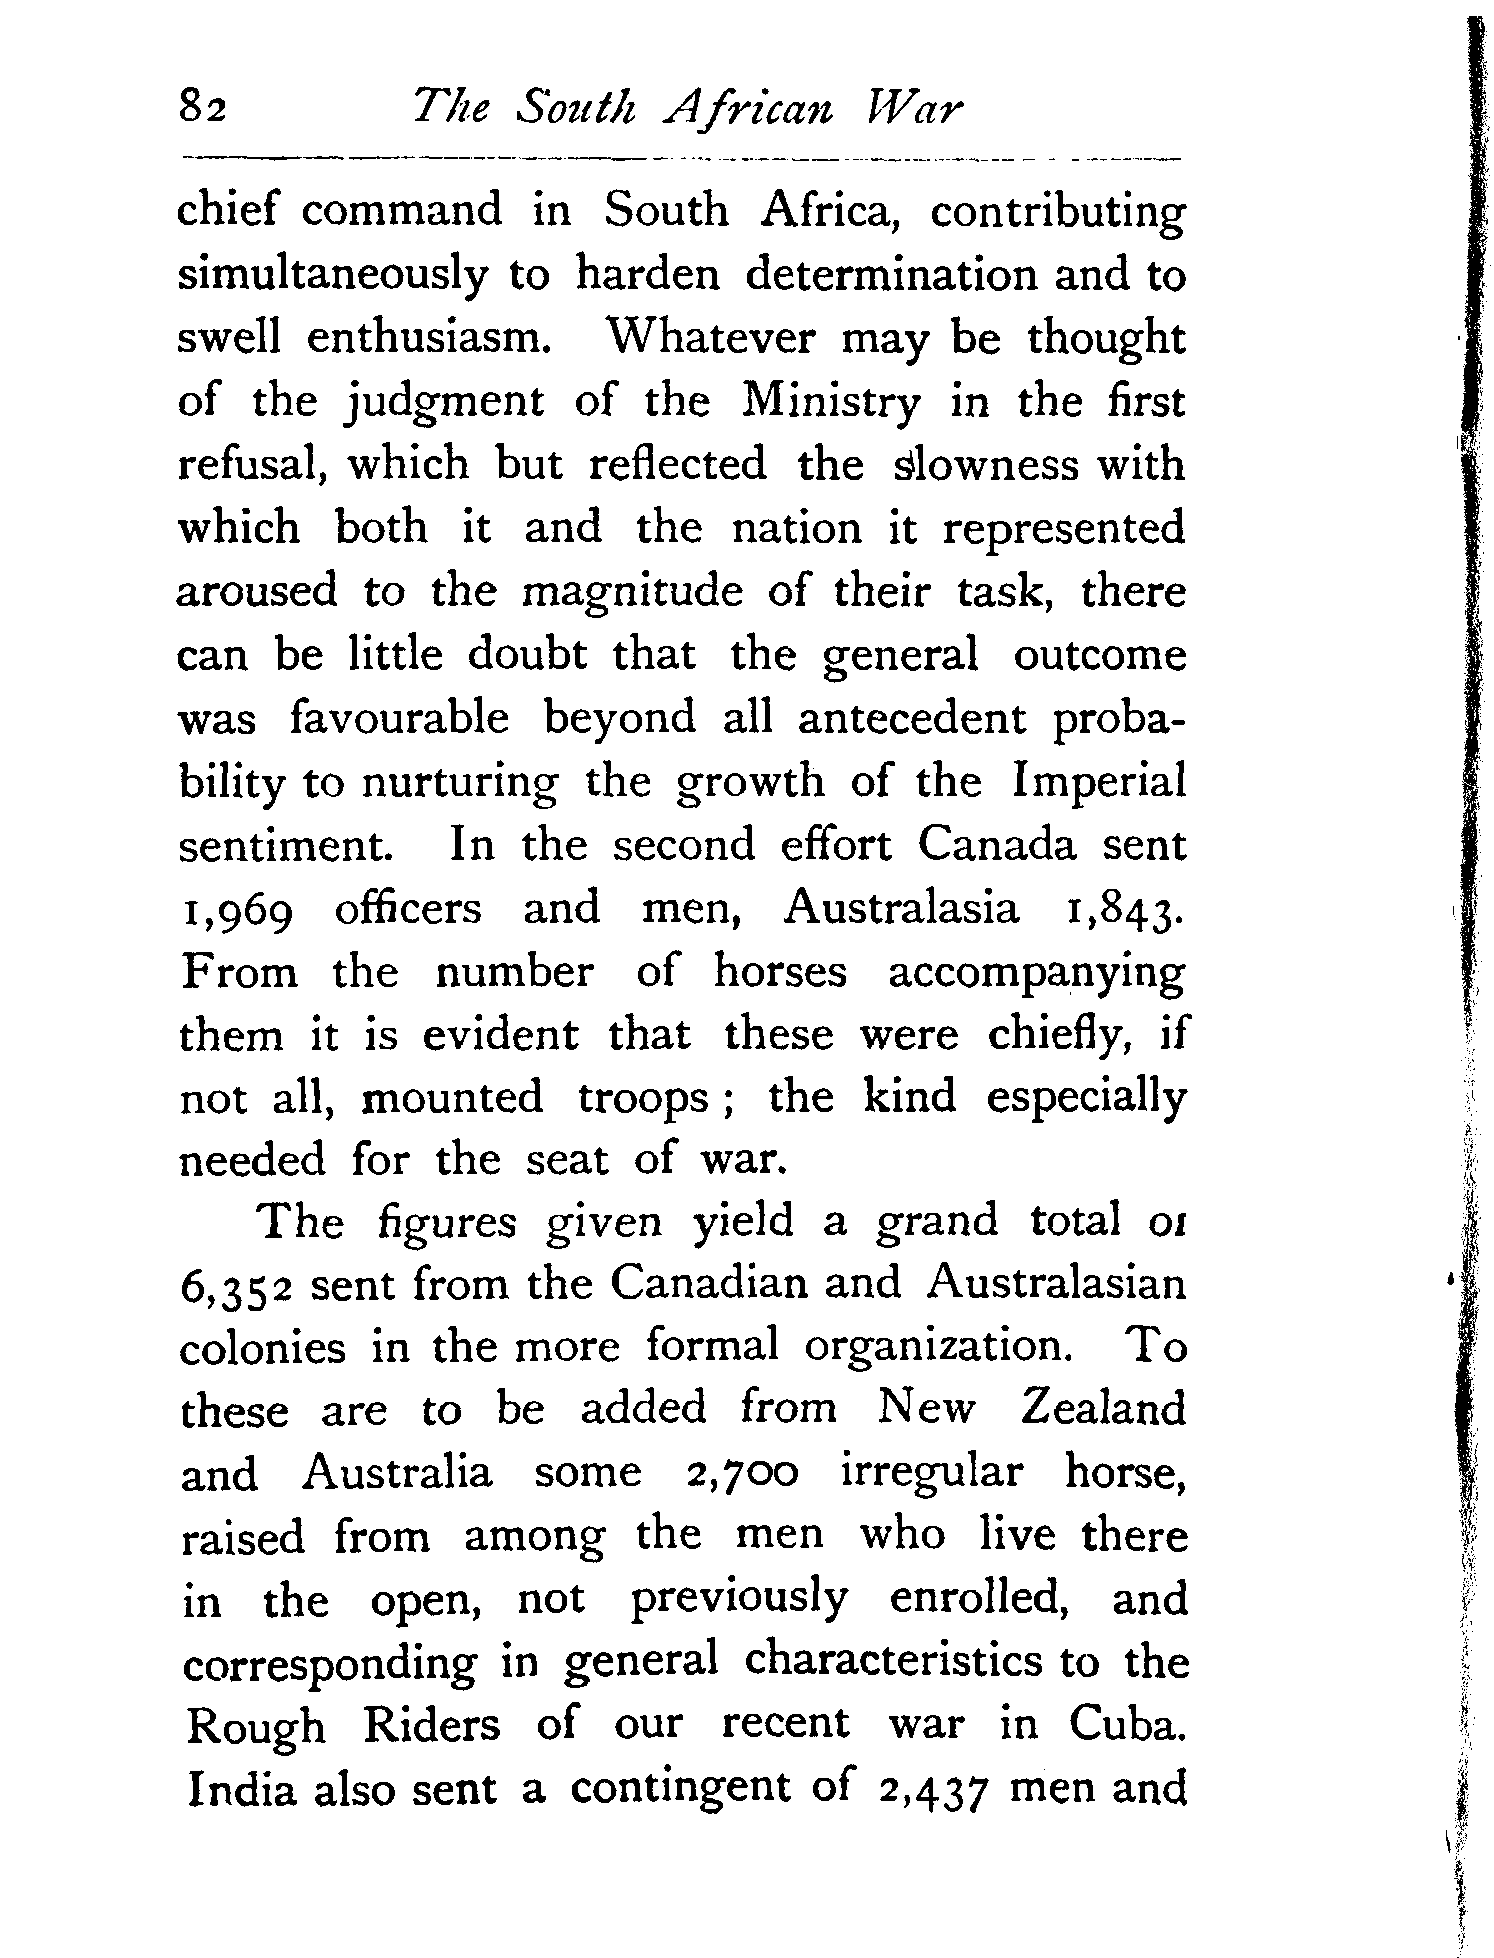 82 The South African War
chief command in South Africa, contributing
simultaneously to harden determination and to
swell enthusiasm. Whatever may be thought
of the judgment of the Ministry in the first
refusal, which but reflected the slowness with
which both it and the nation it represented
aroused to the magnitude of their task, there
can be little doubt that the general outcome
was favourable beyond all antecedent proba-
bility to nurturing the growth of the Imperial
sentiment. In the second effort Canada sent
1,969 officers and men, Australasia 1,843.
From the number of horses accompanying
them it is evident that these were chiefly, if
not all, mounted troops ; the kind especially
needed for the seat of war.
The figures given yield a grand total of
6,352 sent from the Canadian and Australasian
colonies in the more formal organization. To
these are to be added from New Zealand
and Australia some 2,700 irregular horse,
raised from among the men who live there
in the open, not previously enrolled, and
corresponding in general characteristics to the
Rough Riders of our recent war in Cuba.
India also sent a contingent of 2,437 men and